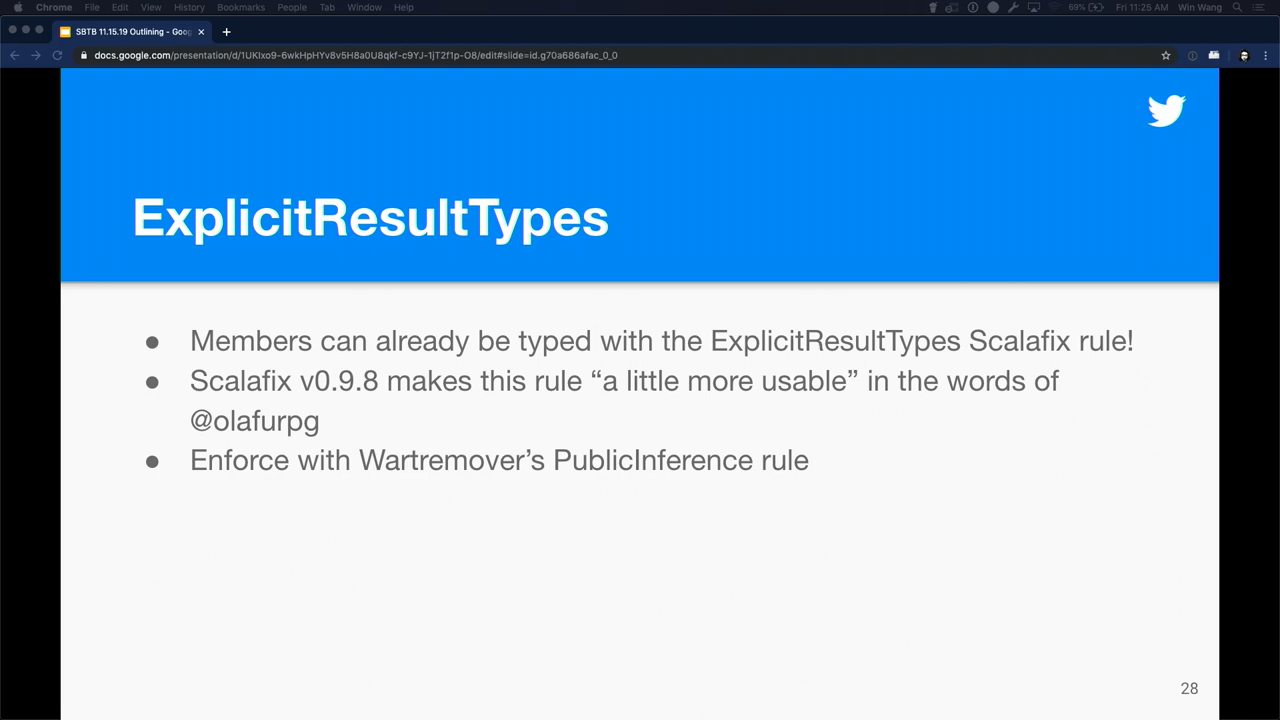 Chrome File Edit View History Bookmarks People Tab Window Help 69% Fri 11:25 AM Win Wang
SBTB 11.15.19 Outlining - Goo
docs.google.com/presentation/d/1UKIxo9-6wkHpHYv8v5H8a0U8qkf-c9YJ-1jT2f1p-O8/edit#slide=id.g70a686afac_0_0
ExplicitResultTypes
● Members can already be typed with the ExplicitResultTypes Scalafix rule!
● Scalafix v0.9.8 makes this rule “a little more usable” in the words of
@olafurpg
● Enforce with Wartremover’s PublicInference rule
28